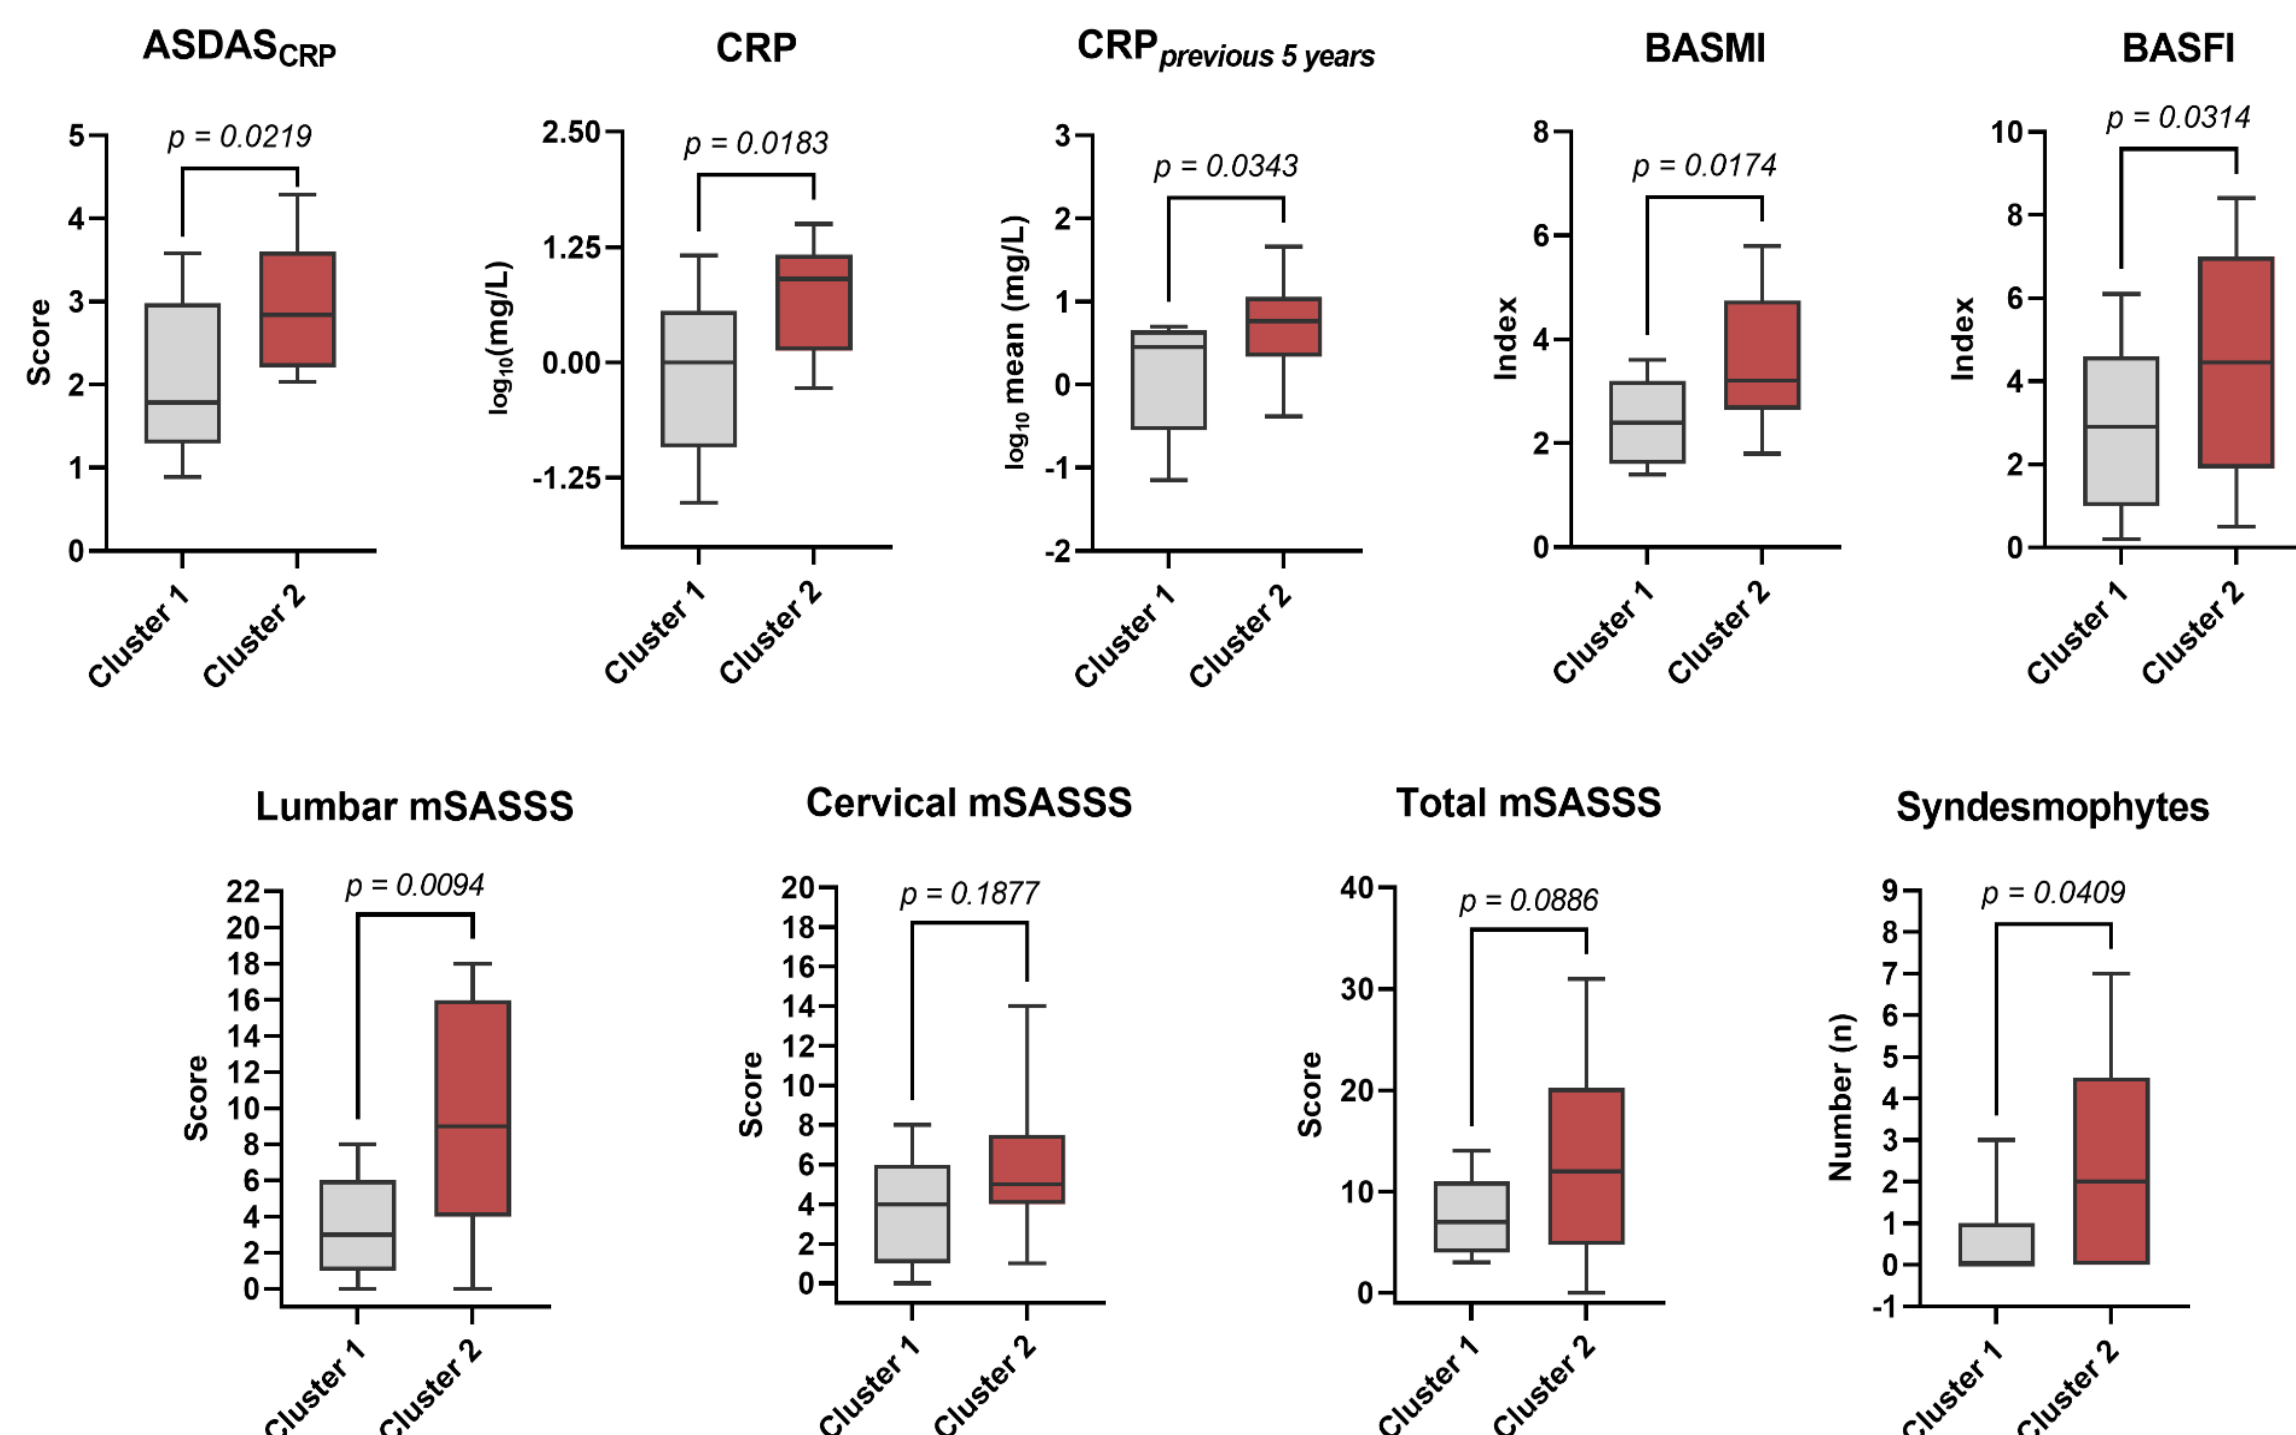 ASDASCRP
CRP
CRPprevious 5 years
BASMI
BASFI
p = 0.0219
p = 0.0183
p = 0.0343
p = 0.0174
p = 0.0314
Score
5
4
3
2
1
0
log10(mg/L)
2.50
1.25
0.00
-1.25
log10 mean (mg/L)
3
2
1
0
-1
-2
Index
8
6
4
2
0
Index
10
8
6
4
2
0
Cluster 1
Cluster 2
Cluster 1
Cluster 2
Cluster 1
Cluster 2
Cluster 1
Cluster 2
Cluster 1
Cluster 2
Lumbar mSASSS
Cervical mSASSS
Total mSASSS
Syndesmophytes
p = 0.0094
p = 0.1877
p = 0.0886
p = 0.0409
Score
22
20
18
16
14
12
10
8
6
4
2
0
Score
20
18
16
14
12
10
8
6
4
2
0
Score
40
30
20
10
0
Number (n)
9
8
7
6
5
4
3
2
1
0
-1
Cluster 1
Cluster 2
Cluster 1
Cluster 2
Cluster 1
Cluster 2
Cluster 1
Cluster 2